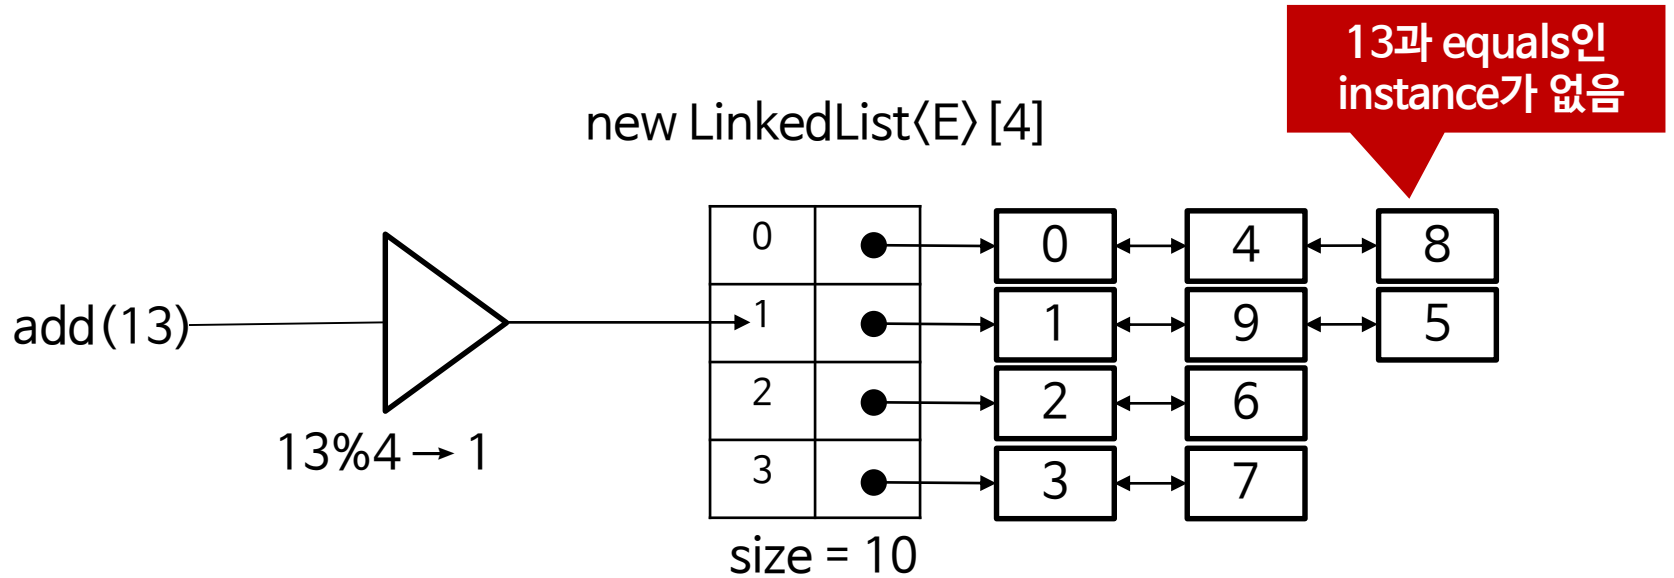 13과 equals인
instance가 없음
new LinkedList〈E〉[4]
add(13)
13%4 → 1
0 0 4 8
1 1 9 5
2 2 6
3 3 7
size = 10